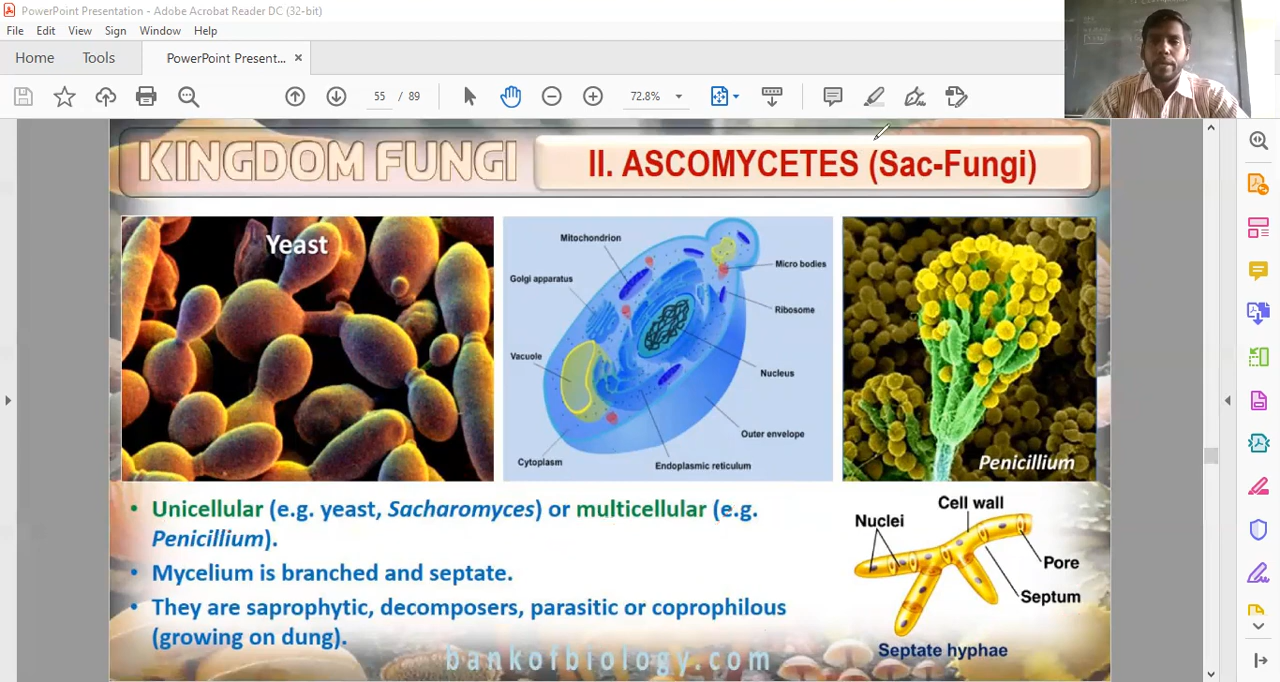 PowerPoint Presentation - Adobe Acrobat Reader DC (32-bit)
File Edit View Sign Window Help
Home Tools PowerPoint Present... ×
55 / 89 72.8%
KINGDOM FUNGI
II. ASCOMYCETES (Sac-Fungi)
Yeast
Mitochondrion
Golgi apparatus
Vacuole
Cytoplasm
Micro bodies
Ribosome
Nucleus
Outer envelope
Endoplasmic reticulum
Penicillium
• Unicellular (e.g. yeast, Sacharomyces) or multicellular (e.g.
Penicillium).
• Mycelium is branched and septate.
• They are saprophytic, decomposers, parasitic or coprophilous
(growing on dung).
Cell wall
Nuclei
Pore
Septum
Septate hyphae
bankofbiology.com